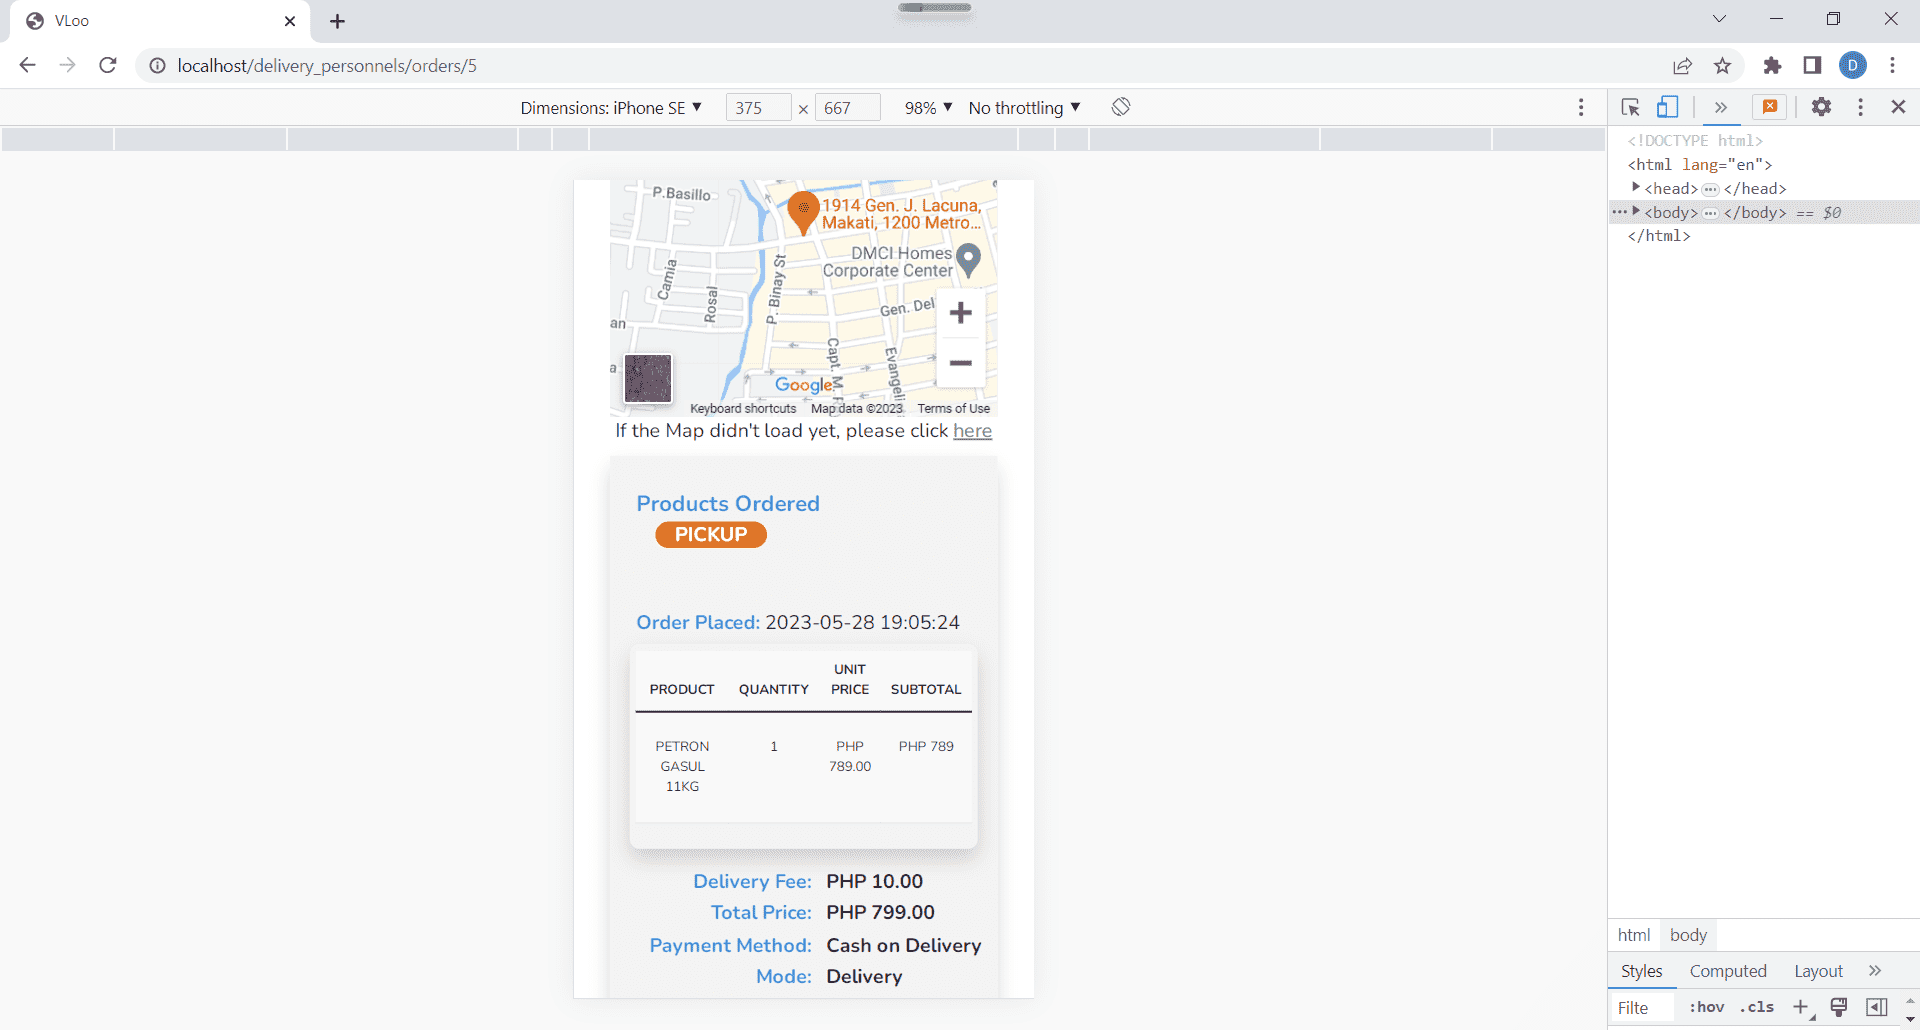 VLoo
localhost/delivery_personnels/orders/5
D
Dimensions: iPhone SE ▼ 375 × 667 98% ▼ No throttling ▼
<!DOCTYPE html>
<html lang="en">
<head> ••• </head>
••• <body> ••• </body> == $0
</html>
P.Basillo
1914 Gen. J. Lacuna,
Makati, 1200 Metro...
DMCI Homes
Corporate Center
Camia
Rosal
P. Binay St
Gen. Del
an
a
Capt. M. R
Evangeli
Google
Keyboard shortcuts Map data ©2023 Terms of Use
If the Map didn't load yet, please click here
Products Ordered
PICKUP
Order Placed: 2023-05-28 19:05:24
PRODUCT QUANTITY UNIT PRICE SUBTOTAL
PETRON GASUL 11KG 1 PHP 789.00 PHP 789
Delivery Fee: PHP 10.00
Total Price: PHP 799.00
Payment Method: Cash on Delivery
Mode: Delivery
html body
Styles Computed Layout
Filte :hov .cls